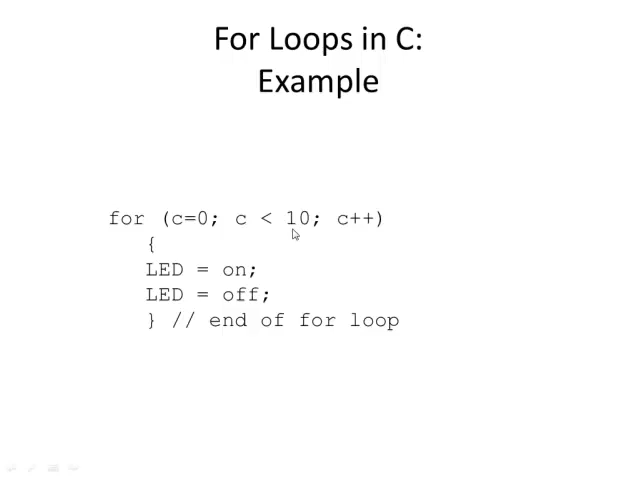 For Loops in C:
Example
for (c=0; c < 10; c++)
{
LED = on;
LED = off;
} // end of for loop